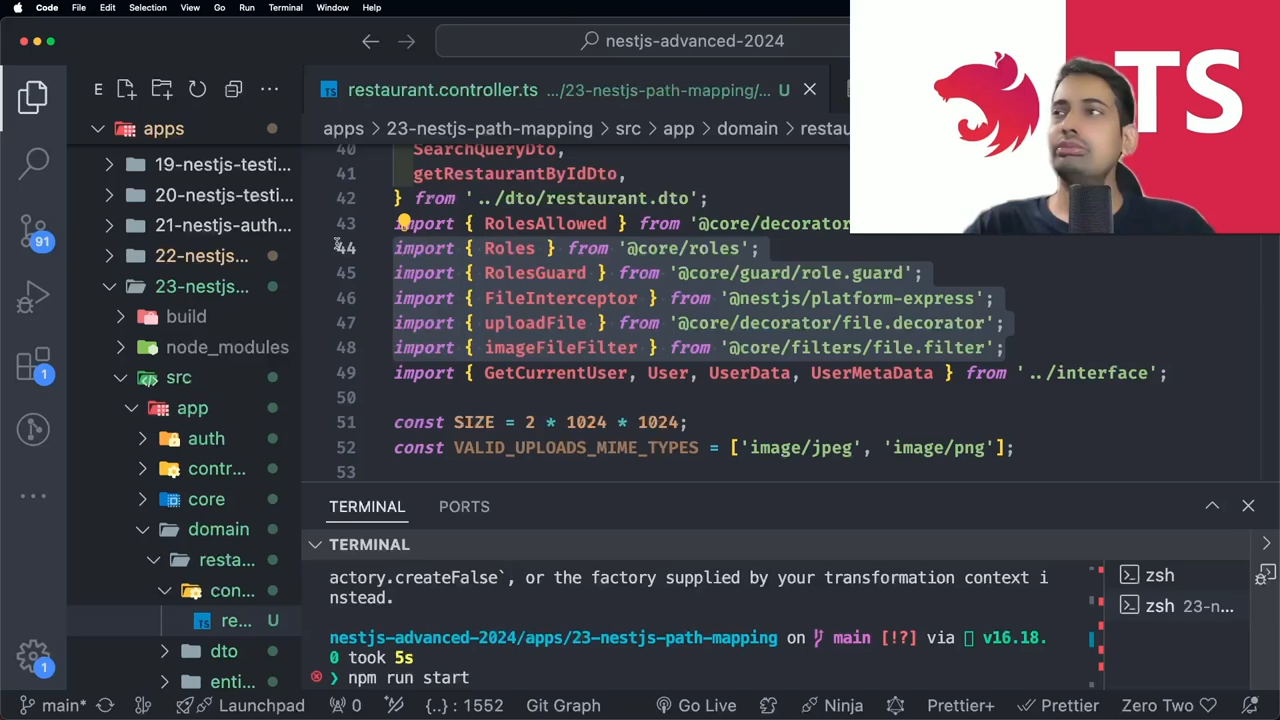 Code File Edit Selection View Go Run Terminal Window Help
nestjs-advanced-2024
TS
E
TS restaurant.controller.ts .../23-nestjs-path-mapping/ U
apps > 23-nestjs-path-mapping > src > app > domain > restau
apps
19-nestjs-testi...
20-nestjs-testi...
21-nestjs-auth...
22-nestjs...
23-nestjs...
build
node_modules
src
app
auth
contr...
core
domain
resta...
con...
TS re... U
dto
enti...
91
1
1
40 SearchQueryDto,
41 getRestaurantByIdDto,
42 } from '../dto/restaurant.dto';
43 import { RolesAllowed } from '@core/decorator
44 import { Roles } from '@core/roles';
45 import { RolesGuard } from '@core/guard/role.guard';
46 import { FileInterceptor } from '@nestjs/platform-express';
47 import { uploadFile } from '@core/decorator/file.decorator';
48 import { imageFileFilter } from '@core/filters/file.filter';
49 import { GetCurrentUser, User, UserData, UserMetaData } from '../interface';
50
51 const SIZE = 2 * 1024 * 1024;
52 const VALID_UPLOADS_MIME_TYPES = ['image/jpeg', 'image/png'];
53
TERMINAL PORTS
TERMINAL
actory.createFalse`, or the factory supplied by your transformation context i
nstead.
nestjs-advanced-2024/apps/23-nestjs-path-mapping on main [!?] via v16.18.
0 took 5s
❯ npm run start
zsh
zsh 23-n...
main* Launchpad 0 {..} : 1552 Git Graph Go Live Ninja Prettier+ Prettier Zero Two